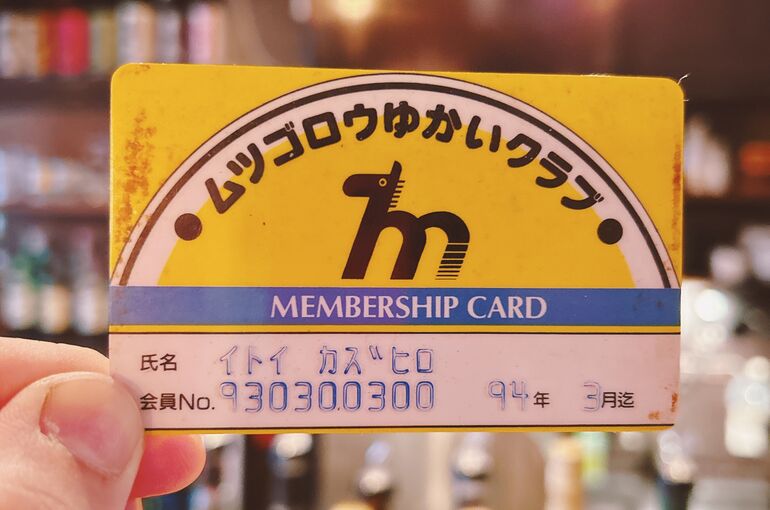 ムツゴロウゆかいクラブ
m
MEMBERSHIP CARD
氏名 イトイ カズヒロ
会員No. 930300300 94年 3月迄